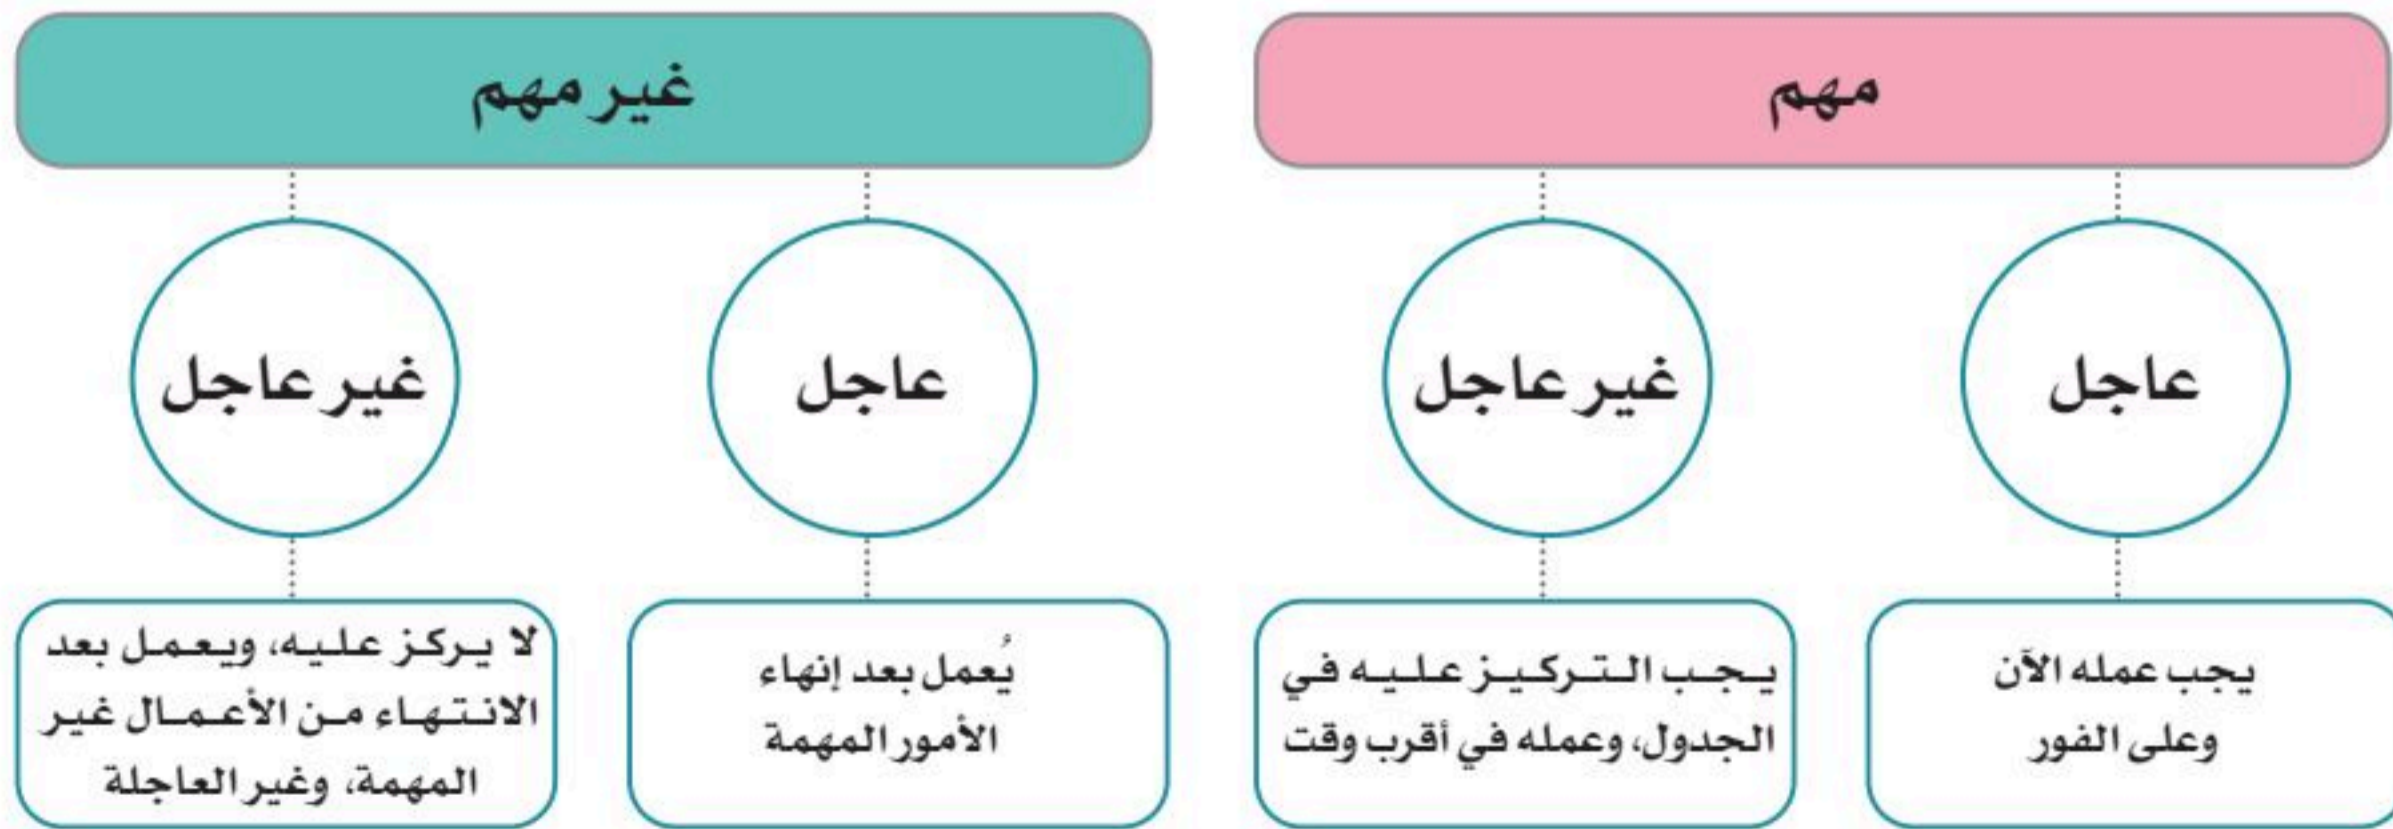 مهم
غير مهم
عاجل
غير عاجل
عاجل
غير عاجل
يجب عمله الآن
وعلى الفور
يجب التركيز عليه في
الجدول، وعمله في أقرب وقت
يُعمل بعد إنهاء
الأمور المهمة
لا يركز عليه، ويعمل بعد
الانتهاء من الأعمال غير
المهمة، وغير العاجلة